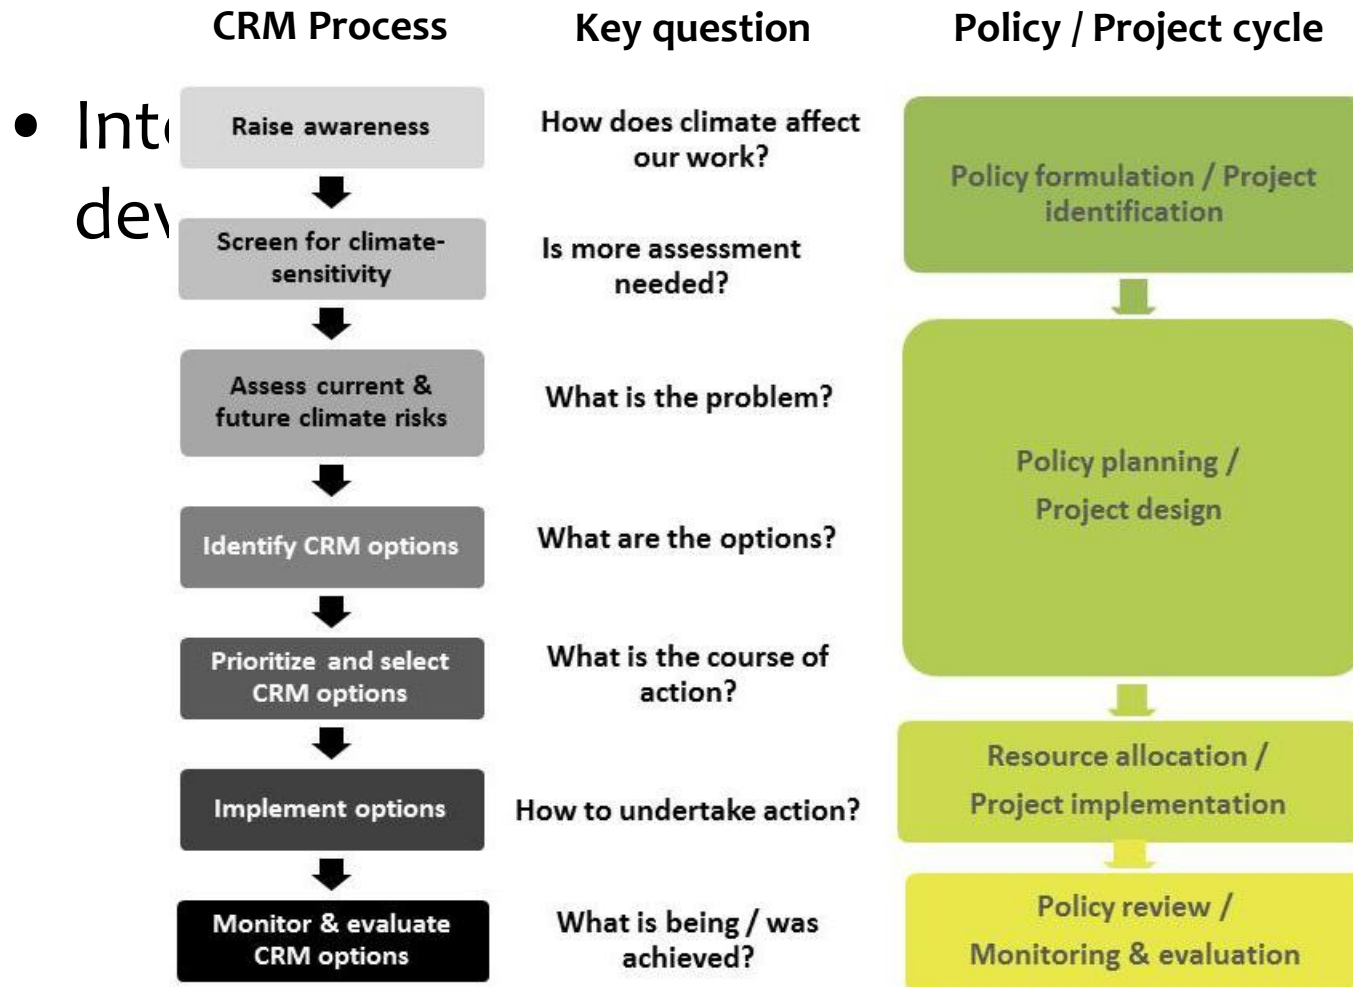 CRM Process
Key question
Policy / Project cycle
Raise awareness
How does climate affect
our work?
Policy formulation / Project
identification
Screen for climate-
sensitivity
Is more assessment
needed?
Assess current &
future climate risks
What is the problem?
Policy planning /
Project design
Identify CRM options
What are the options?
Prioritize and select
CRM options
What is the course of
action?
Resource allocation /
Project implementation
Implement options
How to undertake action?
Monitor & evaluate
CRM options
What is being / was
achieved?
Policy review /
Monitoring & evaluation